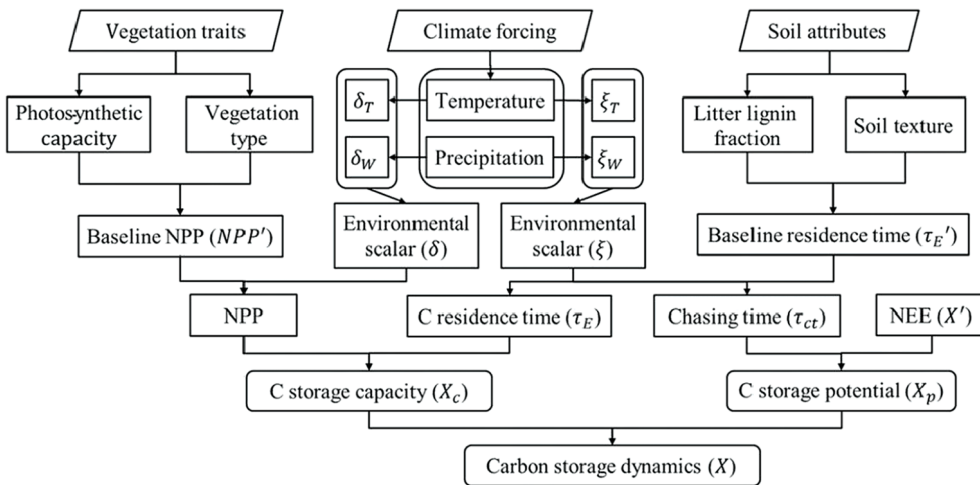 Vegetation traits
Climate forcing
Soil attributes
Photosynthetic
capacity
Vegetation
type
δ_T
Temperature
ξ_T
δ_W
Precipitation
ξ_W
Litter lignin
fraction
Soil texture
Baseline NPP (NPP′)
Environmental
scalar (δ)
Environmental
scalar (ξ)
Baseline residence time (τ_E′)
NPP
C residence time (τ_E)
Chasing time (τ_ct)
NEE (X′)
C storage capacity (X_c)
C storage potential (X_p)
Carbon storage dynamics (X)